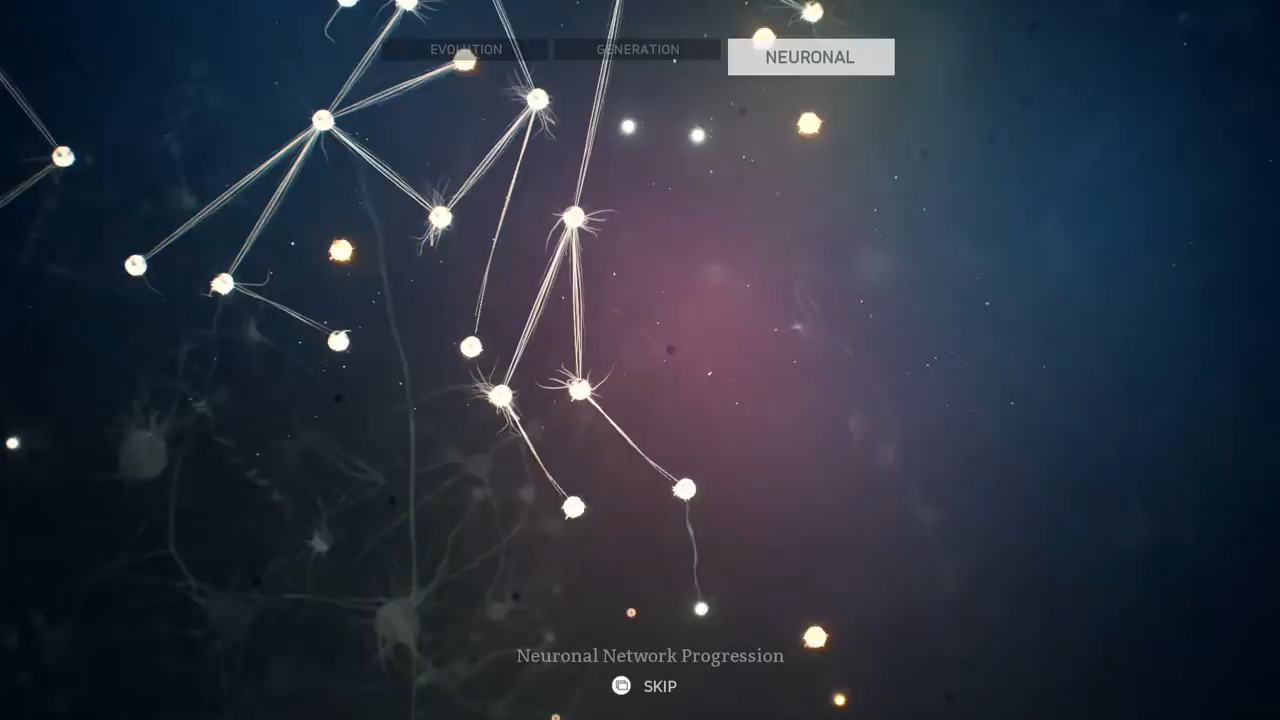 EVOLUTION
GENERATION
NEURONAL
Neuronal Network Progression
SKIP